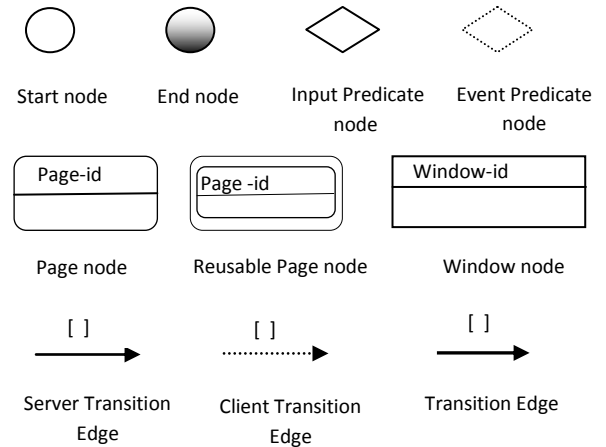 Start node
End node
Input Predicate
node
Event Predicate
node
Page-id
Page -id
Window-id
Page node
Reusable Page node
Window node
[ ]
[ ]
[ ]
Server Transition
Edge
Client Transition
Edge
Transition Edge